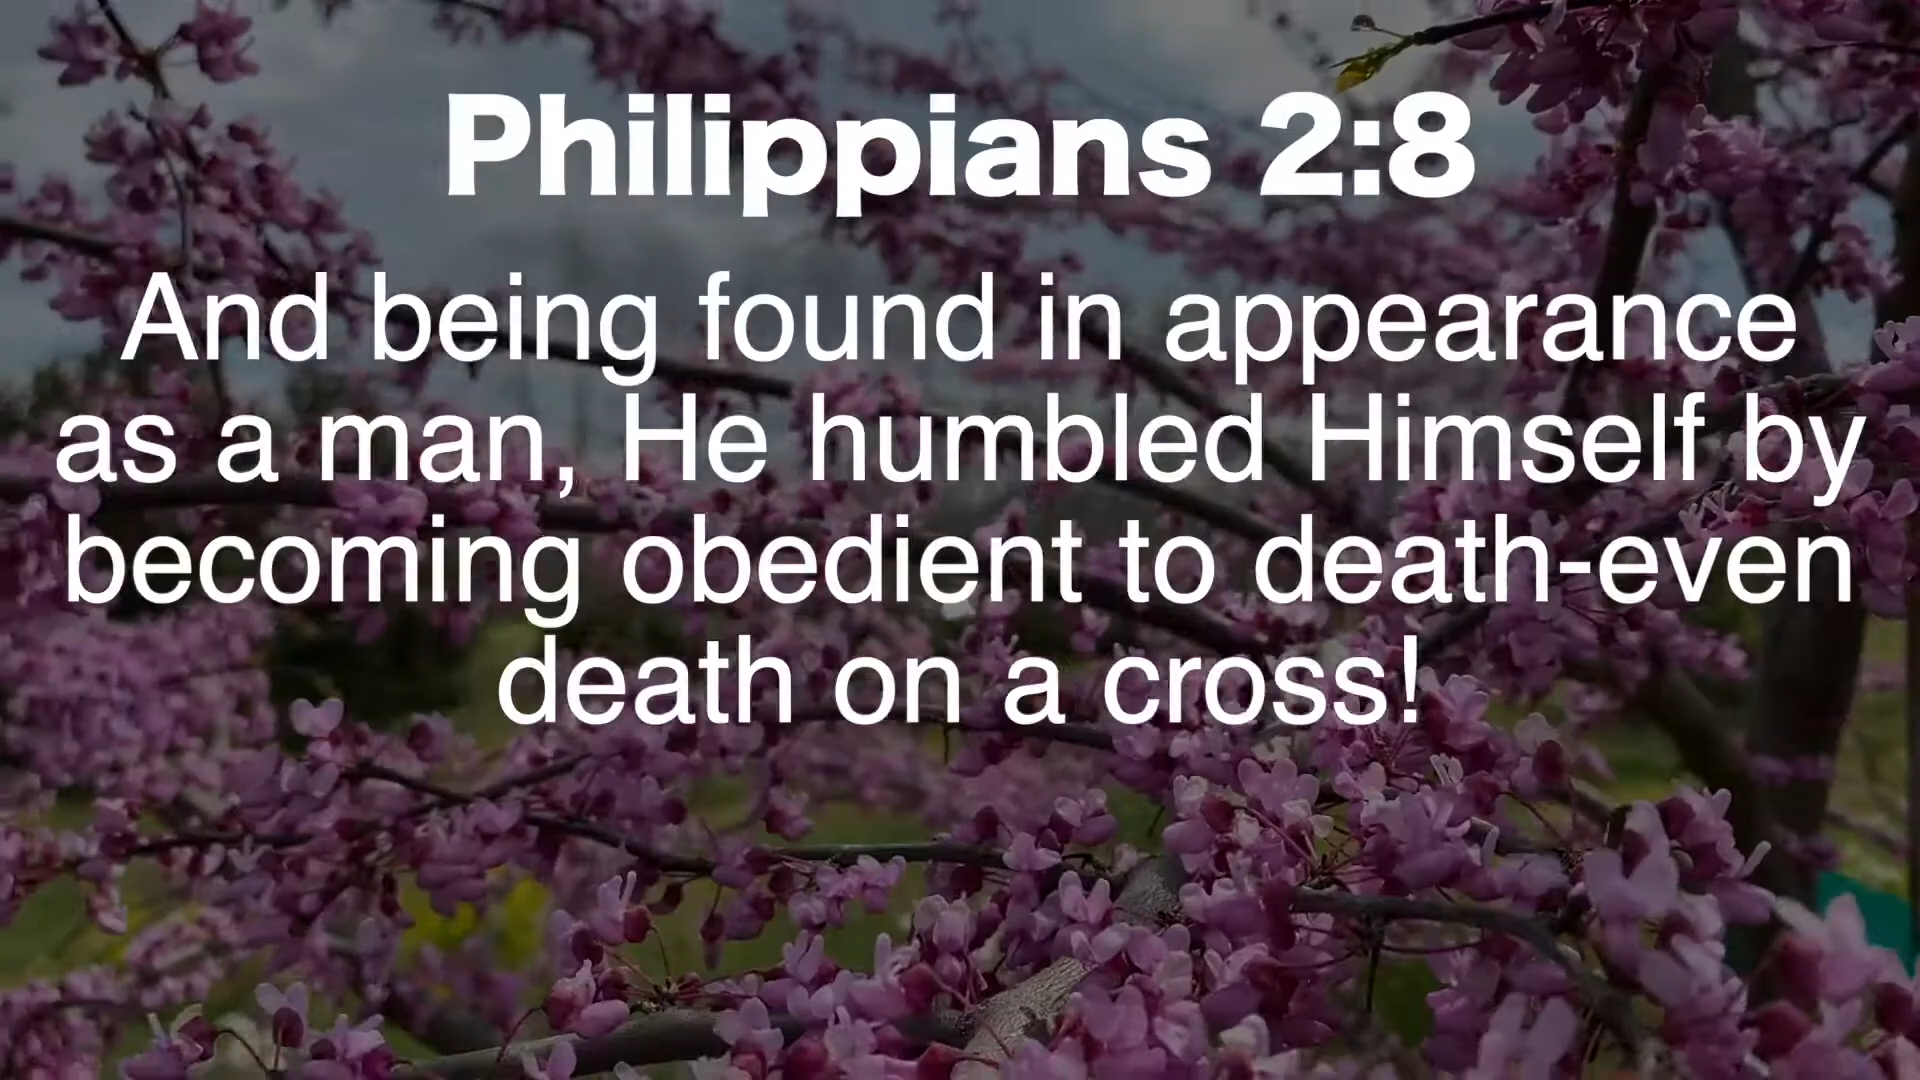 Philippians 2:8
And being found in appearance
as a man, He humbled Himself by
becoming obedient to death-even
death on a cross!